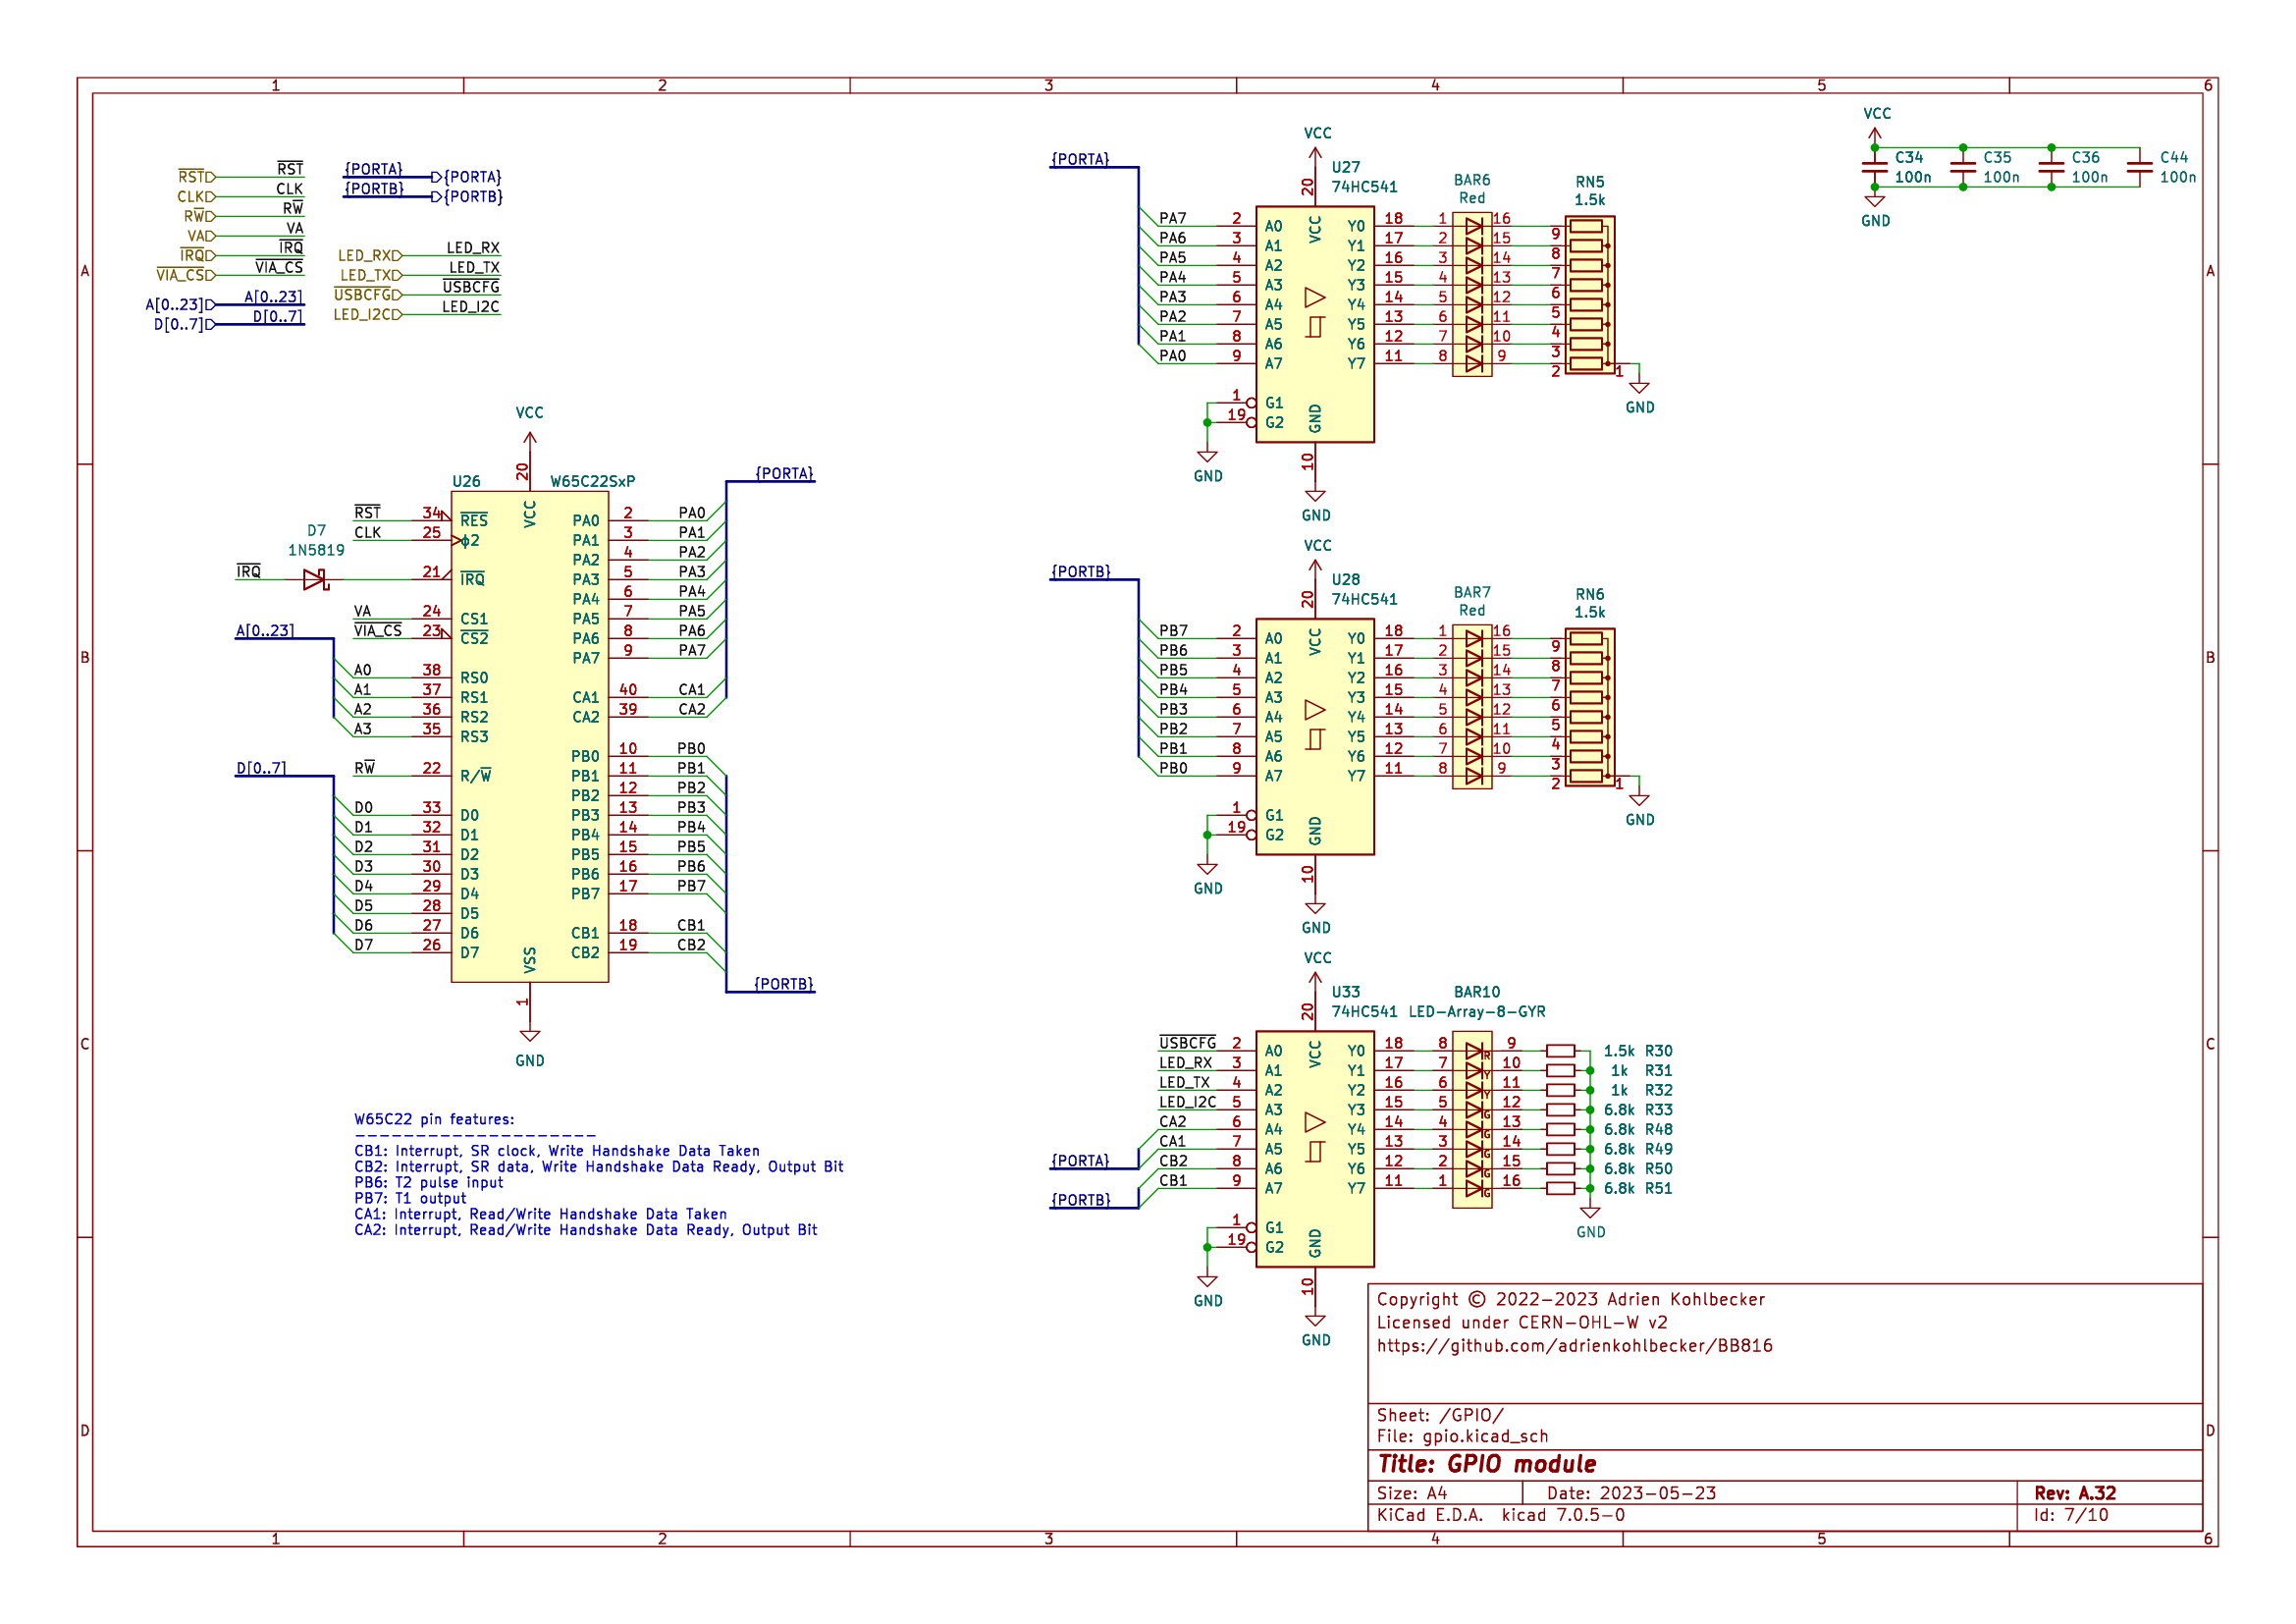 1 2 3 4 5 6
A B C D
A B C D
1 2 3 4 5 6
RST RST
CLK CLK
RW RW
VA VA
IRQ IRQ
VIA_CS VIA_CS
A[0..23] A[0..23]
D[0..7] D[0..7]
{PORTA} {PORTA}
{PORTB} {PORTB}
LED_RX LED_RX
LED_TX LED_TX
USBCFG USBCFG
LED_I2C LED_I2C
VCC
20
U26 W65C22SxP
VCC
RST 34 RES
CLK 25 ϕ2
D7
1N5819
IRQ 21 IRQ
VA 24 CS1
VIA_CS 23 CS2
A[0..23]
A0 38 RS0
A1 37 RS1
A2 36 RS2
A3 35 RS3
D[0..7]
RW 22 R/W
D0 33 D0
D1 32 D1
D2 31 D2
D3 30 D3
D4 29 D4
D5 28 D5
D6 27 D6
D7 26 D7
VSS
1
GND
{PORTA}
PA0 2 PA0
PA1 3 PA1
PA2 4 PA2
PA3 5 PA3
PA4 6 PA4
PA5 7 PA5
PA6 8 PA6
PA7 9 PA7
CA1 40 CA1
CA2 39 CA2
PB0 10 PB0
PB1 11 PB1
PB2 12 PB2
PB3 13 PB3
PB4 14 PB4
PB5 15 PB5
PB6 16 PB6
PB7 17 PB7
CB1 18 CB1
CB2 19 CB2
{PORTB}
W65C22 pin features:
--------------------
CB1: Interrupt, SR clock, Write Handshake Data Taken
CB2: Interrupt, SR data, Write Handshake Data Ready, Output Bit
PB6: T2 pulse input
PB7: T1 output
CA1: Interrupt, Read/Write Handshake Data Taken
CA2: Interrupt, Read/Write Handshake Data Ready, Output Bit
VCC
{PORTA}
20
U27
74HC541
BAR6
Red
RN5
1.5k
VCC
PA7 2 A0 Y0 18 1 16 9
PA6 3 A1 Y1 17 2 15 8
PA5 4 A2 Y2 16 3 14 7
PA4 5 A3 Y3 15 4 13 6
PA3 6 A4 Y4 14 5 12 5
PA2 7 A5 Y5 13 6 11 4
PA1 8 A6 Y6 12 7 10 3
PA0 9 A7 Y7 11 8 9 2 1
GND
1 G1
19 G2
GND
10
GND
GND
VCC
{PORTB}
20
U28
74HC541
BAR7
Red
RN6
1.5k
VCC
PB7 2 A0 Y0 18 1 16 9
PB6 3 A1 Y1 17 2 15 8
PB5 4 A2 Y2 16 3 14 7
PB4 5 A3 Y3 15 4 13 6
PB3 6 A4 Y4 14 5 12 5
PB2 7 A5 Y5 13 6 11 4
PB1 8 A6 Y6 12 7 10 3
PB0 9 A7 Y7 11 8 9 2 1
GND
1 G1
19 G2
GND
10
GND
GND
VCC
20
U33
74HC541
BAR10
LED-Array-8-GYR
VCC
USBCFG 2 A0 Y0 18 8 R 9 1.5k R30
LED_RX 3 A1 Y1 17 7 Y 10 1k R31
LED_TX 4 A2 Y2 16 6 Y 11 1k R32
LED_I2C 5 A3 Y3 15 5 G 12 6.8k R33
CA2 6 A4 Y4 14 4 G 13 6.8k R48
CA1 7 A5 Y5 13 3 G 14 6.8k R49
CB2 8 A6 Y6 12 2 G 15 6.8k R50
CB1 9 A7 Y7 11 1 G 16 6.8k R51
{PORTA}
{PORTB}
GND
1 G1
19 G2
GND
10
GND
GND
VCC
C34 C35 C36 C44
100n 100n 100n 100n
GND
Copyright © 2022-2023 Adrien Kohlbecker
Licensed under CERN-OHL-W v2
https://github.com/adrienkohlbecker/BB816
Sheet: /GPIO/
File: gpio.kicad_sch
Title: GPIO module
Size: A4 Date: 2023-05-23 Rev: A.32
KiCad E.D.A. kicad 7.0.5-0 Id: 7/10